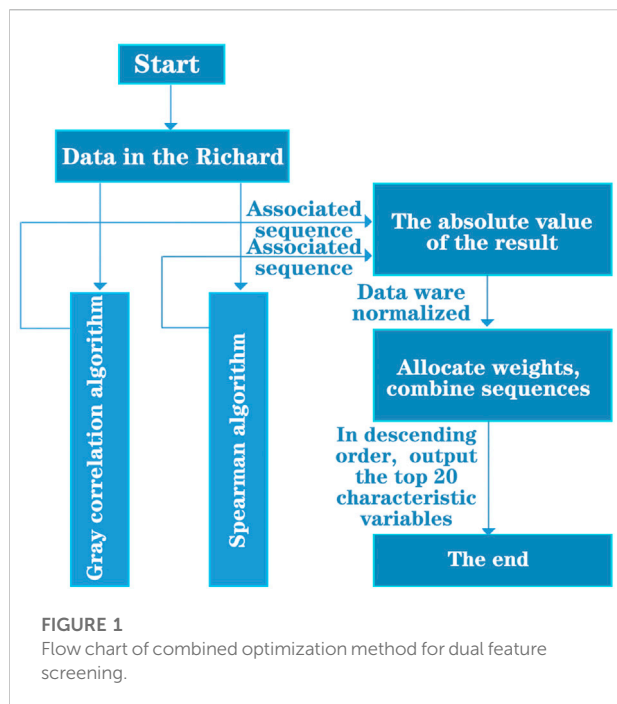 Start
Data in the Richard
Associated
sequence
Associated
sequence
The absolute value
of the result
Data ware
normalized
Gray correlation algorithm
Spearman algorithm
Allocate weights,
combine sequences
In descending
order, output
the top 20
characteristic
variables
The end
FIGURE 1
Flow chart of combined optimization method for dual feature
screening.